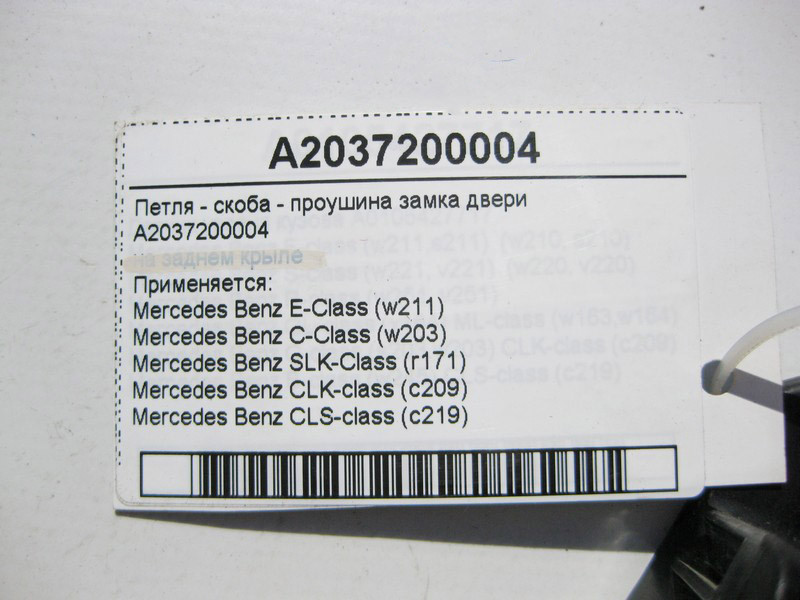 A2037200004
Петля - скоба - проушина замка двери
A2037200004
на заднем крыле
Применяется:
Mercedes Benz E-Class (w211)
Mercedes Benz C-Class (w203)
Mercedes Benz SLK-Class (r171)
Mercedes Benz CLK-class (c209)
Mercedes Benz CLS-class (c219)